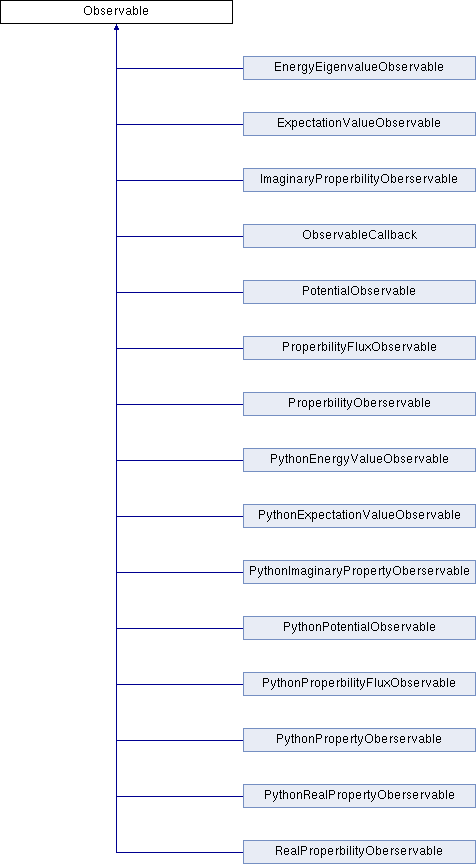 Observable
EnergyEigenvalueObservable
ExpectationValueObservable
ImaginaryProperbilityOberservable
ObservableCallback
PotentialObservable
ProperbilityFluxObservable
ProperbilityOberservable
PythonEnergyValueObservable
PythonExpectationValueObservable
PythonImaginaryPropertyOberservable
PythonPotentialObservable
PythonProperbilityFluxObservable
PythonPropertyOberservable
PythonRealPropertyOberservable
RealProperbilityOberservable